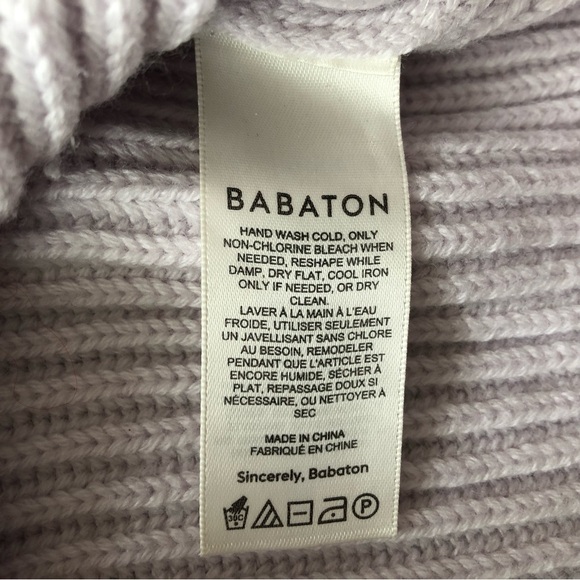 BABATON
HAND WASH COLD, ONLY
NON-CHLORINE BLEACH WHEN
NEEDED, RESHAPE WHILE
DAMP, DRY FLAT, COOL IRON
ONLY IF NEEDED, OR DRY
CLEAN.
LAVER À LA MAIN À L'EAU
FROIDE, UTILISER SEULEMENT
UN JAVELLISANT SANS CHLORE
AU BESOIN, REMODELER
PENDANT QUE L'ARTICLE EST
ENCORE HUMIDE, SÉCHER À
PLAT, REPASSAGE DOUX SI
NÉCESSAIRE, OU NETTOYER À
SEC
MADE IN CHINA
FABRIQUÉ EN CHINE
Sincerely, Babaton
30C P